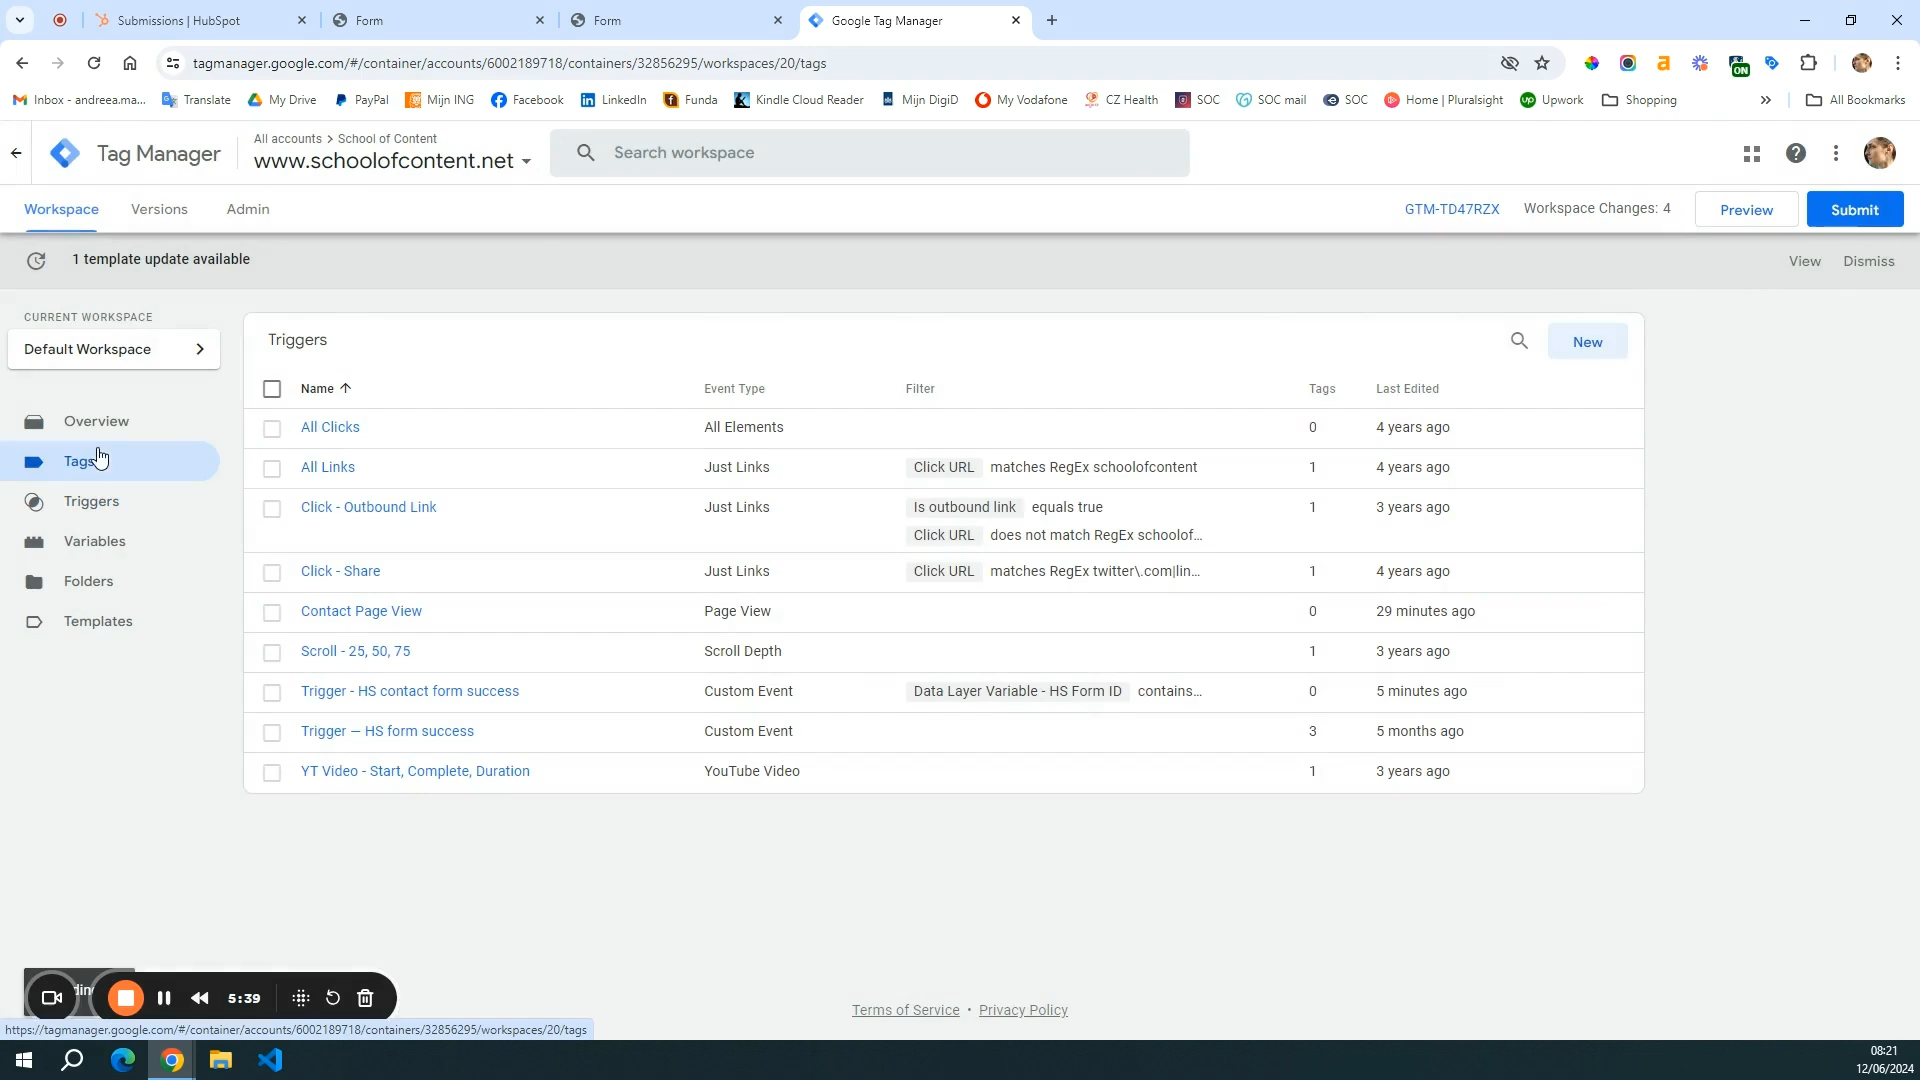 Submissions | HubSpot
Form
Form
Google Tag Manager
tagmanager.google.com/#/container/accounts/6002189718/containers/32856295/workspaces/20/tags
ON
Inbox - andreea.ma...
Translate
My Drive
PayPal
Mijn ING
Facebook
LinkedIn
Funda
Kindle Cloud Reader
Mijn DigiD
My Vodafone
CZ Health
SOC
SOC mail
SOC
Home | Pluralsight
Upwork
Shopping
All Bookmarks
Tag Manager
All accounts > School of Content
www.schoolofcontent.net
Search workspace
Workspace
Versions
Admin
GTM-TD47RZX
Workspace Changes: 4
Preview
Submit
1 template update available
View
Dismiss
CURRENT WORKSPACE
Default Workspace
Overview
Tags
Triggers
Variables
Folders
Templates
Triggers
New
Name
Event Type
Filter
Tags
Last Edited
All Clicks
All Elements
0
4 years ago
All Links
Just Links
Click URL matches RegEx schoolofcontent
1
4 years ago
Click - Outbound Link
Just Links
Is outbound link equals true
Click URL does not match RegEx schoolof...
1
3 years ago
Click - Share
Just Links
Click URL matches RegEx twitter\.com|lin...
1
4 years ago
Contact Page View
Page View
0
29 minutes ago
Scroll - 25, 50, 75
Scroll Depth
1
3 years ago
Trigger - HS contact form success
Custom Event
Data Layer Variable - HS Form ID contains...
0
5 minutes ago
Trigger — HS form success
Custom Event
3
5 months ago
YT Video - Start, Complete, Duration
YouTube Video
1
3 years ago
5:39
Terms of Service • Privacy Policy
https://tagmanager.google.com/#/container/accounts/6002189718/containers/32856295/workspaces/20/tags
08:21
12/06/2024